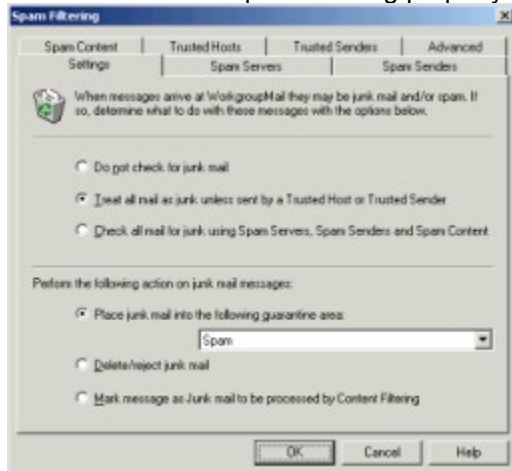 Spam Filtering
Spam Content Trusted Hosts Trusted Senders Advanced
Settings Spam Servers Spam Senders
When messages arrive at WorkgroupMail they may be junk mail and/or spam. If
so, determine what to do with these messages with the options
below.
Do not check for junk mail
Treat all mail as junk unless sent by a Trusted Host or Trusted Sender
Check all mail for junk using Spam Servers, Spam Senders and Spam Content
Perform the following action on junk mail messages:
Place junk mail into the following quarantine area:
Spam
Delete/reject junk mail
Mark message as Junk mail to be processed by Content Filtering
OK Cancel Help